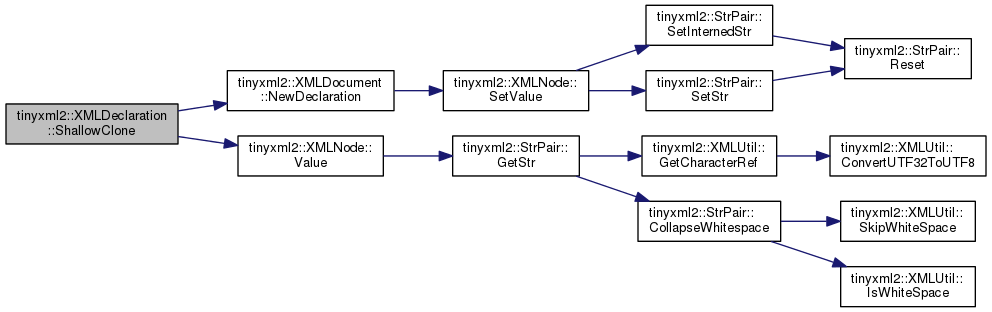 tinyxml2::XMLDeclaration
::ShallowClone
tinyxml2::XMLDocument
::NewDeclaration
tinyxml2::XMLNode::
SetValue
tinyxml2::StrPair::
SetInternedStr
tinyxml2::StrPair::
SetStr
tinyxml2::StrPair::
Reset
tinyxml2::XMLNode::
Value
tinyxml2::StrPair::
GetStr
tinyxml2::XMLUtil::
GetCharacterRef
tinyxml2::XMLUtil::
ConvertUTF32ToUTF8
tinyxml2::StrPair::
CollapseWhitespace
tinyxml2::XMLUtil::
SkipWhiteSpace
tinyxml2::XMLUtil::
IsWhiteSpace